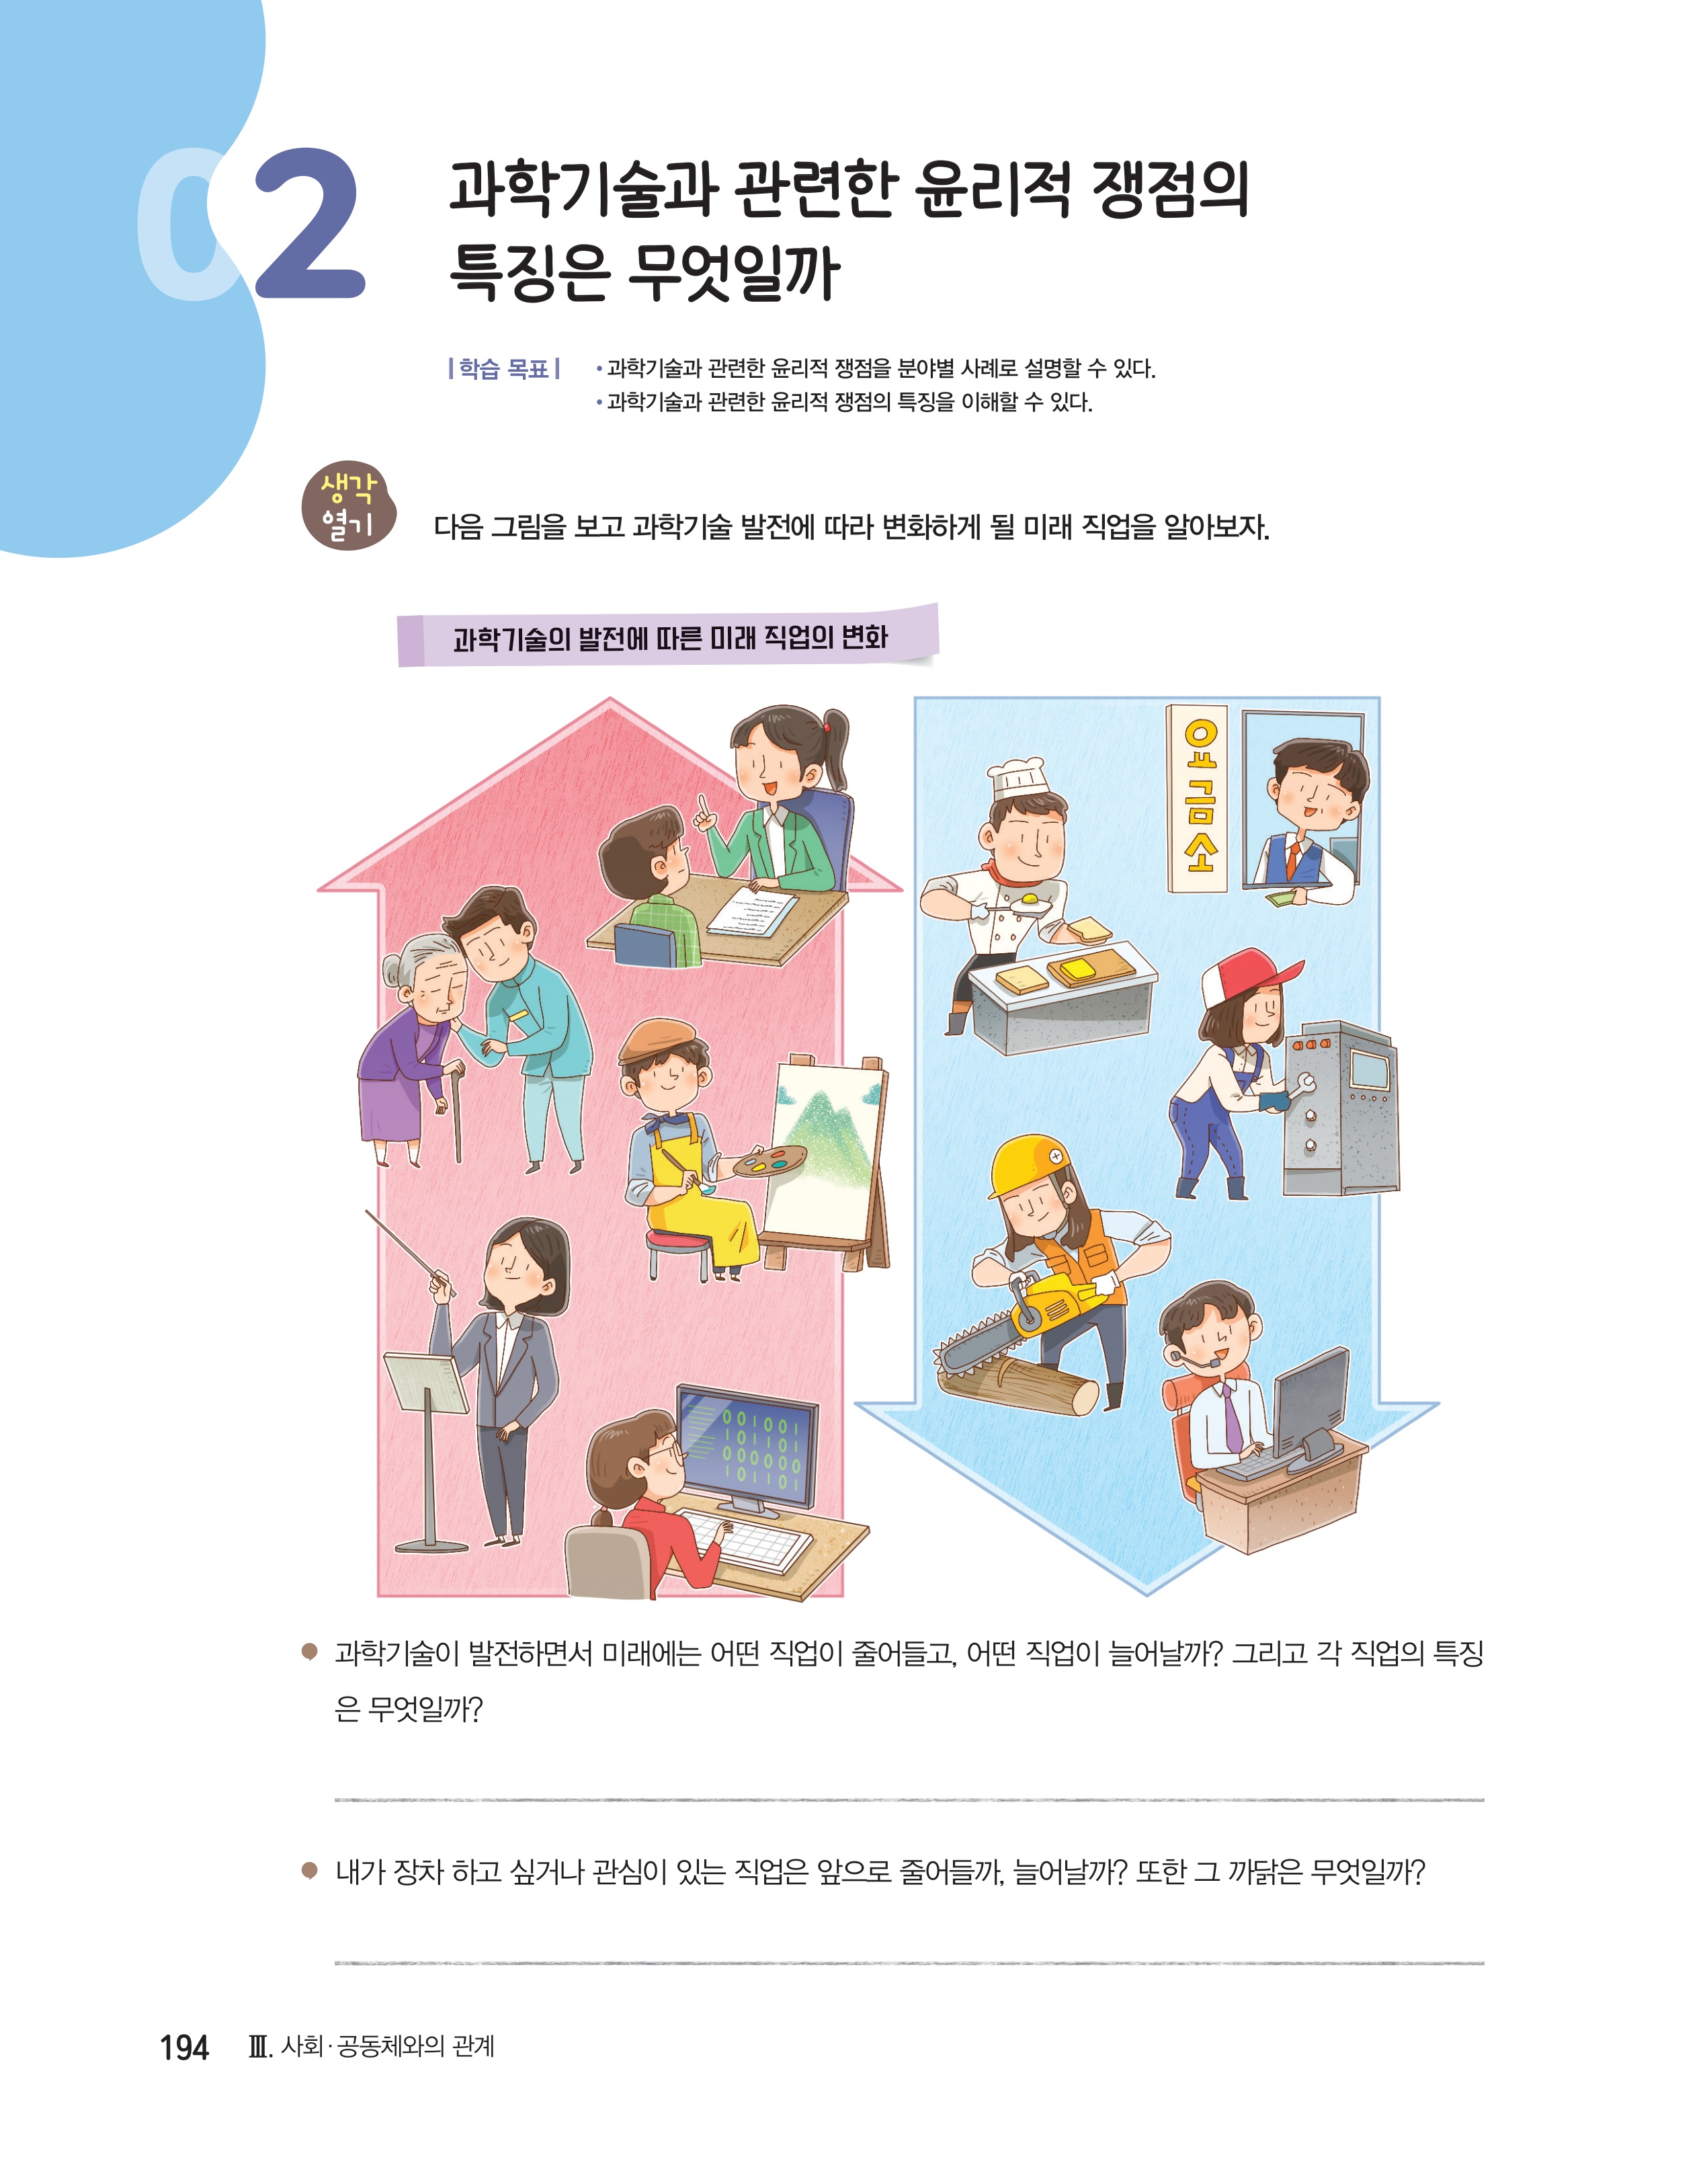 02
과학기술과 관련한 윤리적 쟁점의
특징은 무엇일까
| 학습 목표 |
• 과학기술과 관련한 윤리적 쟁점을 분야별 사례로 설명할 수 있다.
• 과학기술과 관련한 윤리적 쟁점의 특징을 이해할 수 있다.
생각
열기
다음 그림을 보고 과학기술 발전에 따라 변화하게 될 미래 직업을 알아보자.
과학기술의 발전에 따른 미래 직업의 변화
요금소
001001
101101
000000
101101
과학기술이 발전하면서 미래에는 어떤 직업이 줄어들고, 어떤 직업이 늘어날까? 그리고 각 직업의 특징
은 무엇일까?
내가 장차 하고 싶거나 관심이 있는 직업은 앞으로 줄어들까, 늘어날까? 또한 그 까닭은 무엇일까?
194 Ⅲ. 사회·공동체와의 관계